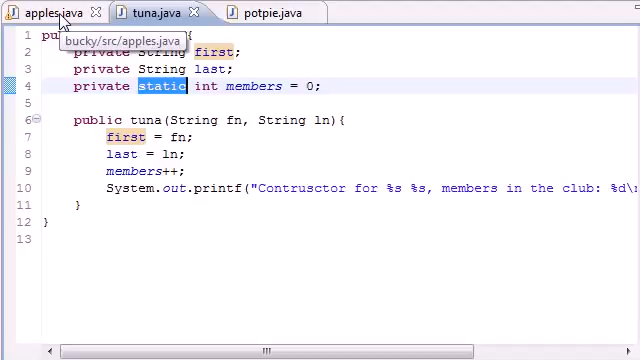 apples.java tuna.java potpie.java
1 pu {
bucky/src/apples.java
2 private String first;
3 private String last;
4 private static int members = 0;
5
6 public tuna(String fn, String ln){
7 first = fn;
8 last = ln;
9 members++;
10 System.out.printf("Contrusctor for %s %s, members in the club: %d\
11 }
12 }
13